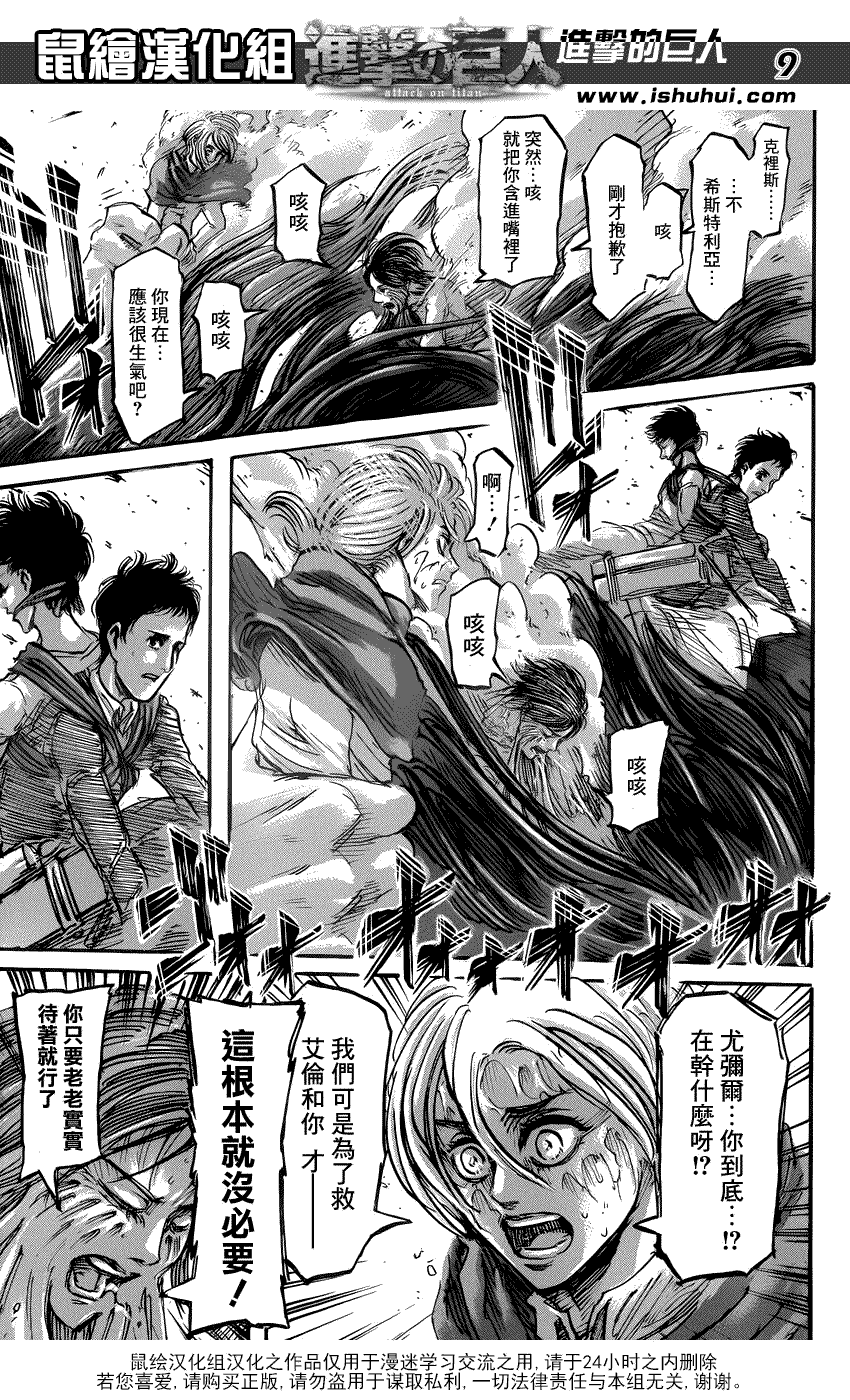 鼠繪漢化組
進撃の巨人
attack on titan
進擊的巨人
9
www.ishuhui.com
克裡斯……
…不
希斯特利亞…
咳
剛才抱歉了
突然…咳
就把你含進嘴裡了
咳咳
咳咳
你現在…
應該很生氣吧？
啊…！
咳咳
咳咳
尤彌爾…你到底…!?
在幹什麼呀!?
我們可是為了救
艾倫和你 才——
這根本就沒必要！
你只要老老實實
待著就行了
鼠绘汉化组汉化之作品仅用于漫迷学习交流之用, 请于24小时之内删除
若您喜爱, 请购买正版, 请勿盗用于谋取私利, 一切法律责任与本组无关, 谢谢。